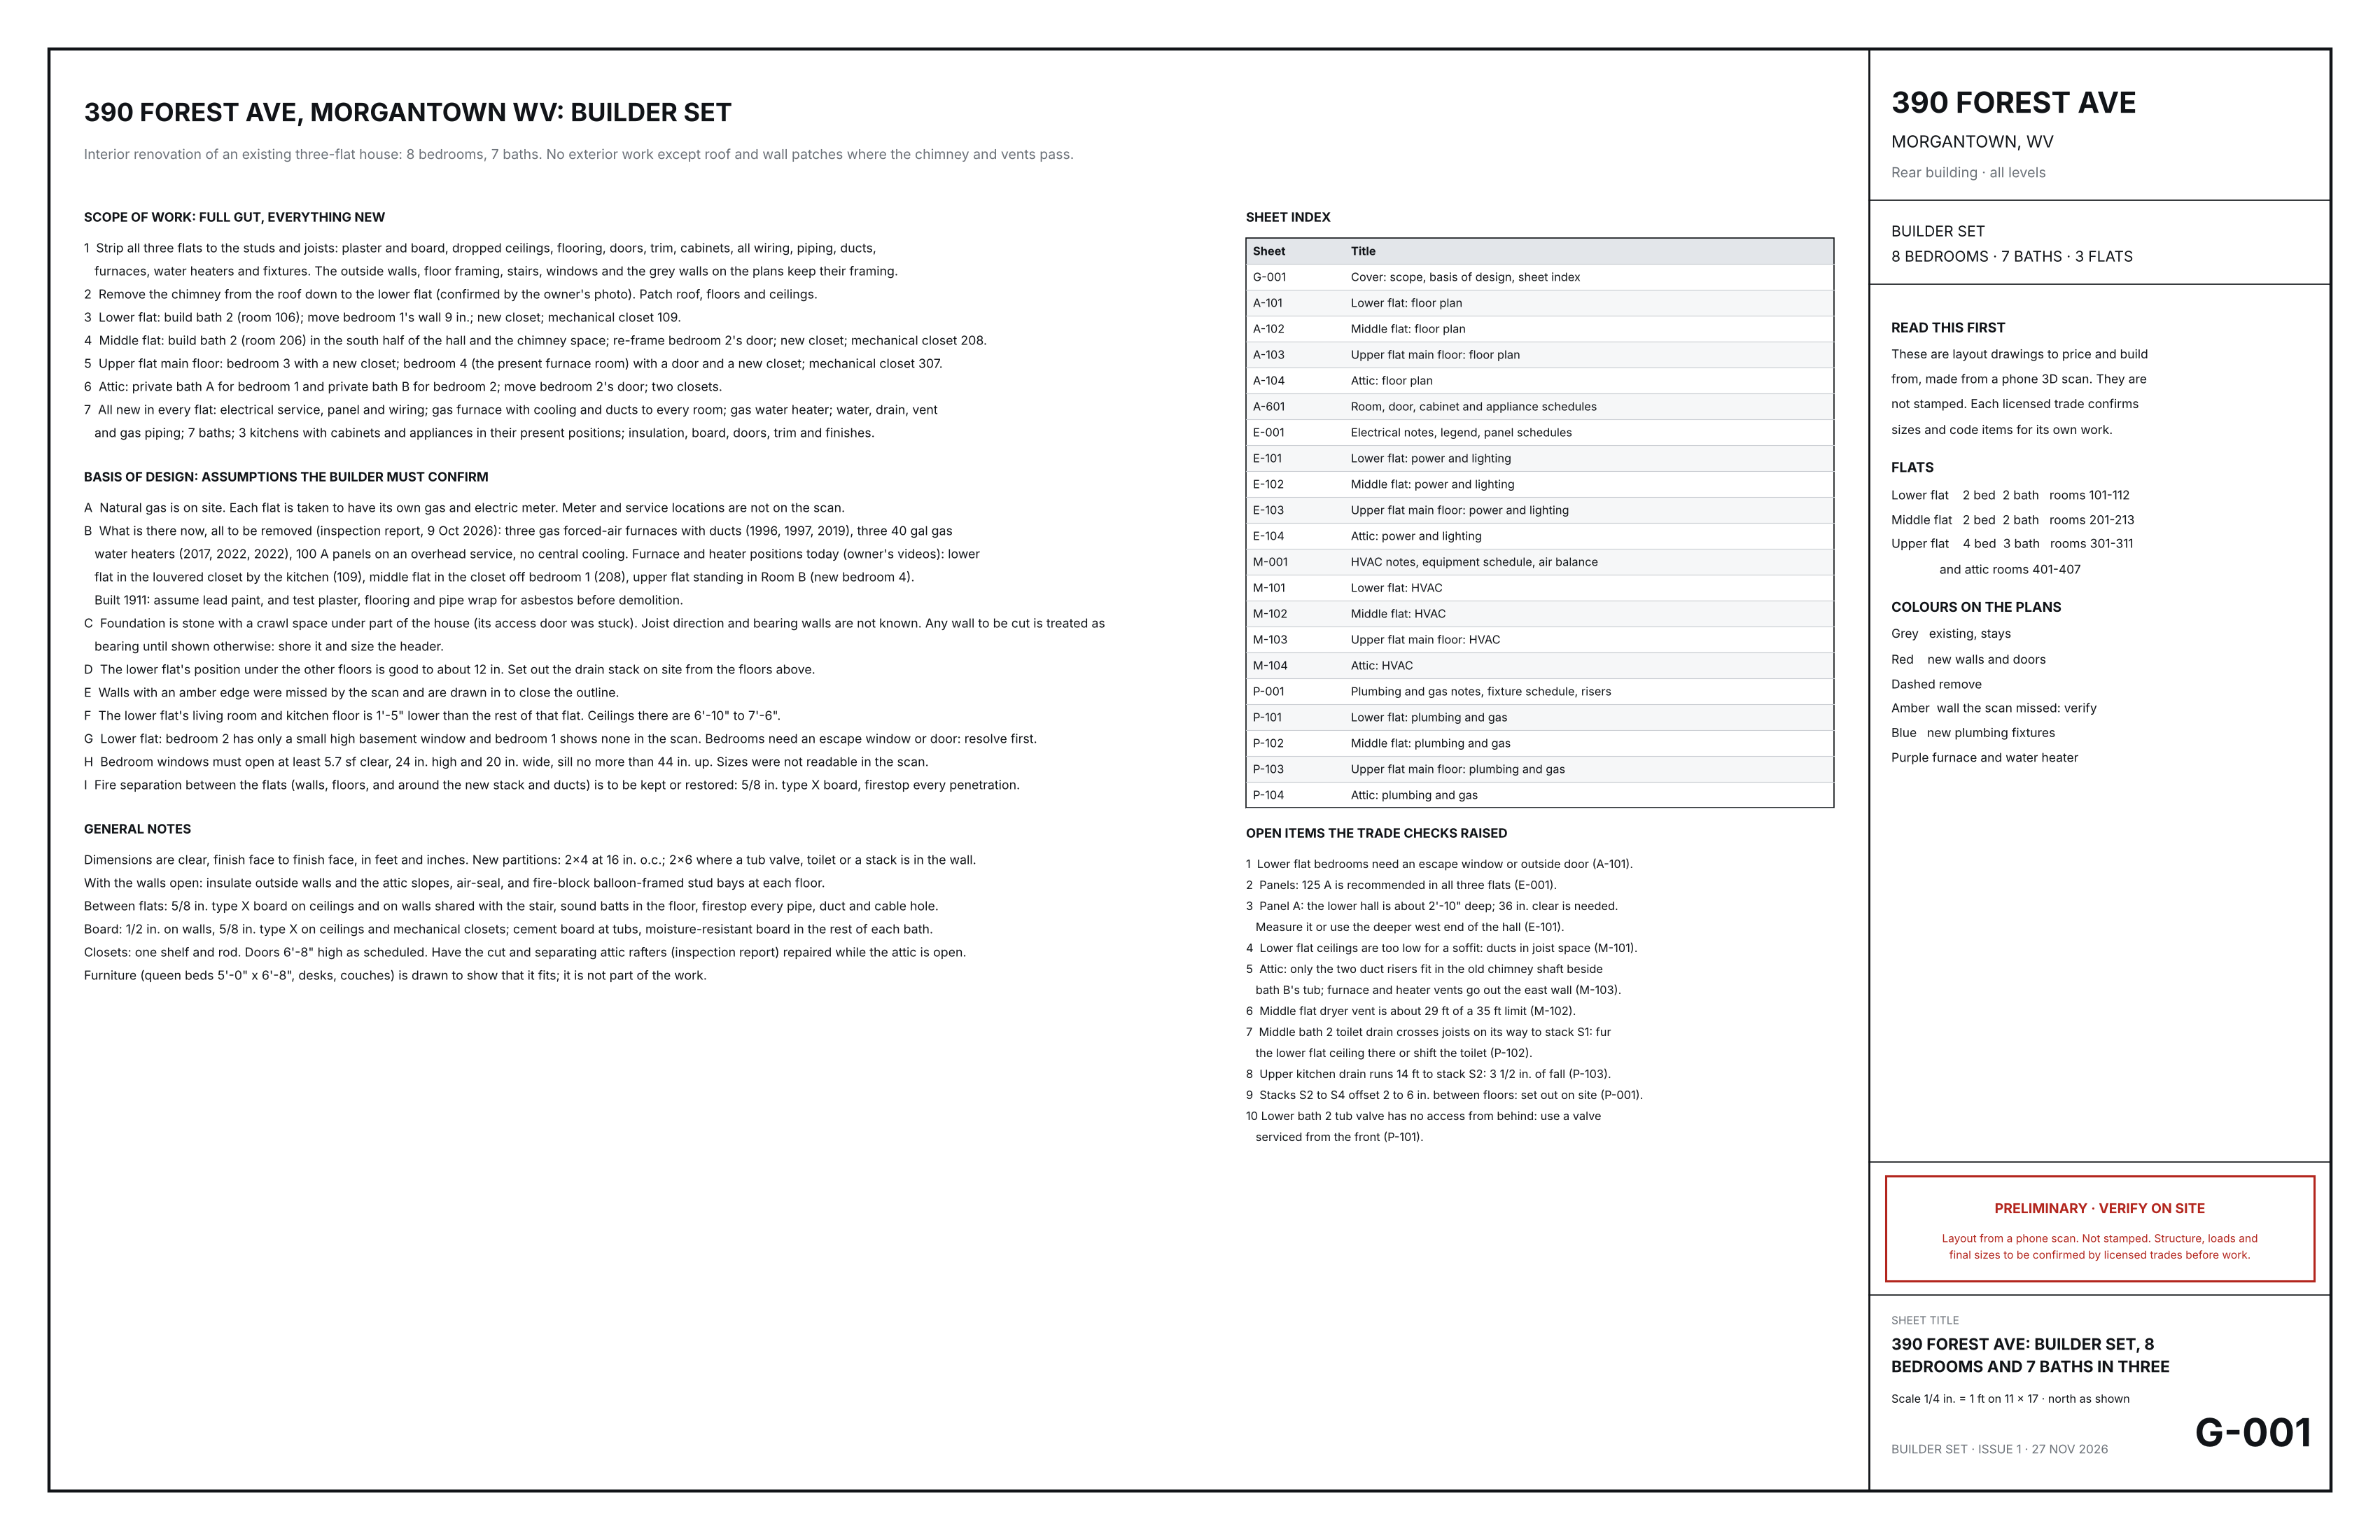 390 FOREST AVE, MORGANTOWN WV: BUILDER SET
Interior renovation of an existing three-flat house: 8 bedrooms, 7 baths. No exterior work except roof and wall patches where the chimney and vents pass.
SCOPE OF WORK: FULL GUT, EVERYTHING NEW
1 Strip all three flats to the studs and joists: plaster and board, dropped ceilings, flooring, doors, trim, cabinets, all wiring, piping, ducts,
furnaces, water heaters and fixtures. The outside walls, floor framing, stairs, windows and the grey walls on the plans keep their framing.
2 Remove the chimney from the roof down to the lower flat (confirmed by the owner's photo). Patch roof, floors and ceilings.
3 Lower flat: build bath 2 (room 106); move bedroom 1's wall 9 in.; new closet; mechanical closet 109.
4 Middle flat: build bath 2 (room 206) in the south half of the hall and the chimney space; re-frame bedroom 2's door; new closet; mechanical closet 208.
5 Upper flat main floor: bedroom 3 with a new closet; bedroom 4 (the present furnace room) with a door and a new closet; mechanical closet 307.
6 Attic: private bath A for bedroom 1 and private bath B for bedroom 2; move bedroom 2's door; two closets.
7 All new in every flat: electrical service, panel and wiring; gas furnace with cooling and ducts to every room; gas water heater; water, drain, vent
and gas piping; 7 baths; 3 kitchens with cabinets and appliances in their present positions; insulation, board, doors, trim and finishes.
BASIS OF DESIGN: ASSUMPTIONS THE BUILDER MUST CONFIRM
A Natural gas is on site. Each flat is taken to have its own gas and electric meter. Meter and service locations are not on the scan.
B What is there now, all to be removed (inspection report, 9 Oct 2026): three gas forced-air furnaces with ducts (1996, 1997, 2019), three 40 gal gas
water heaters (2017, 2022, 2022), 100 A panels on an overhead service, no central cooling. Furnace and heater positions today (owner's videos): lower
flat in the louvered closet by the kitchen (109), middle flat in the closet off bedroom 1 (208), upper flat standing in Room B (new bedroom 4).
Built 1911: assume lead paint, and test plaster, flooring and pipe wrap for asbestos before demolition.
C Foundation is stone with a crawl space under part of the house (its access door was stuck). Joist direction and bearing walls are not known. Any wall to be cut is treated as
bearing until shown otherwise: shore it and size the header.
D The lower flat's position under the other floors is good to about 12 in. Set out the drain stack on site from the floors above.
E Walls with an amber edge were missed by the scan and are drawn in to close the outline.
F The lower flat's living room and kitchen floor is 1'-5" lower than the rest of that flat. Ceilings there are 6'-10" to 7'-6".
G Lower flat: bedroom 2 has only a small high basement window and bedroom 1 shows none in the scan. Bedrooms need an escape window or door: resolve first.
H Bedroom windows must open at least 5.7 sf clear, 24 in. high and 20 in. wide, sill no more than 44 in. up. Sizes were not readable in the scan.
I Fire separation between the flats (walls, floors, and around the new stack and ducts) is to be kept or restored: 5/8 in. type X board, firestop every penetration.
GENERAL NOTES
Dimensions are clear, finish face to finish face, in feet and inches. New partitions: 2×4 at 16 in. o.c.; 2×6 where a tub valve, toilet or a stack is in the wall.
With the walls open: insulate outside walls and the attic slopes, air-seal, and fire-block balloon-framed stud bays at each floor.
Between flats: 5/8 in. type X board on ceilings and on walls shared with the stair, sound batts in the floor, firestop every pipe, duct and cable hole.
Board: 1/2 in. on walls, 5/8 in. type X on ceilings and mechanical closets; cement board at tubs, moisture-resistant board in the rest of each bath.
Closets: one shelf and rod. Doors 6'-8" high as scheduled. Have the cut and separating attic rafters (inspection report) repaired while the attic is open.
Furniture (queen beds 5'-0" x 6'-8", desks, couches) is drawn to show that it fits; it is not part of the work.
SHEET INDEX
Sheet Title
G-001 Cover: scope, basis of design, sheet index
A-101 Lower flat: floor plan
A-102 Middle flat: floor plan
A-103 Upper flat main floor: floor plan
A-104 Attic: floor plan
A-601 Room, door, cabinet and appliance schedules
E-001 Electrical notes, legend, panel schedules
E-101 Lower flat: power and lighting
E-102 Middle flat: power and lighting
E-103 Upper flat main floor: power and lighting
E-104 Attic: power and lighting
M-001 HVAC notes, equipment schedule, air balance
M-101 Lower flat: HVAC
M-102 Middle flat: HVAC
M-103 Upper flat main floor: HVAC
M-104 Attic: HVAC
P-001 Plumbing and gas notes, fixture schedule, risers
P-101 Lower flat: plumbing and gas
P-102 Middle flat: plumbing and gas
P-103 Upper flat main floor: plumbing and gas
P-104 Attic: plumbing and gas
OPEN ITEMS THE TRADE CHECKS RAISED
1 Lower flat bedrooms need an escape window or outside door (A-101).
2 Panels: 125 A is recommended in all three flats (E-001).
3 Panel A: the lower hall is about 2'-10" deep; 36 in. clear is needed.
Measure it or use the deeper west end of the hall (E-101).
4 Lower flat ceilings are too low for a soffit: ducts in joist space (M-101).
5 Attic: only the two duct risers fit in the old chimney shaft beside
bath B's tub; furnace and heater vents go out the east wall (M-103).
6 Middle flat dryer vent is about 29 ft of a 35 ft limit (M-102).
7 Middle bath 2 toilet drain crosses joists on its way to stack S1: fur
the lower flat ceiling there or shift the toilet (P-102).
8 Upper kitchen drain runs 14 ft to stack S2: 3 1/2 in. of fall (P-103).
9 Stacks S2 to S4 offset 2 to 6 in. between floors: set out on site (P-001).
10 Lower bath 2 tub valve has no access from behind: use a valve
serviced from the front (P-101).
390 FOREST AVE
MORGANTOWN, WV
Rear building · all levels
BUILDER SET
8 BEDROOMS · 7 BATHS · 3 FLATS
READ THIS FIRST
These are layout drawings to price and build
from, made from a phone 3D scan. They are
not stamped. Each licensed trade confirms
sizes and code items for its own work.
FLATS
Lower flat 2 bed 2 bath rooms 101-112
Middle flat 2 bed 2 bath rooms 201-213
Upper flat 4 bed 3 bath rooms 301-311
and attic rooms 401-407
COLOURS ON THE PLANS
Grey existing, stays
Red new walls and doors
Dashed remove
Amber wall the scan missed: verify
Blue new plumbing fixtures
Purple furnace and water heater
PRELIMINARY · VERIFY ON SITE
Layout from a phone scan. Not stamped. Structure, loads and
final sizes to be confirmed by licensed trades before work.
SHEET TITLE
390 FOREST AVE: BUILDER SET, 8
BEDROOMS AND 7 BATHS IN THREE
Scale 1/4 in. = 1 ft on 11 × 17 · north as shown
BUILDER SET · ISSUE 1 · 27 NOV 2026
G-001